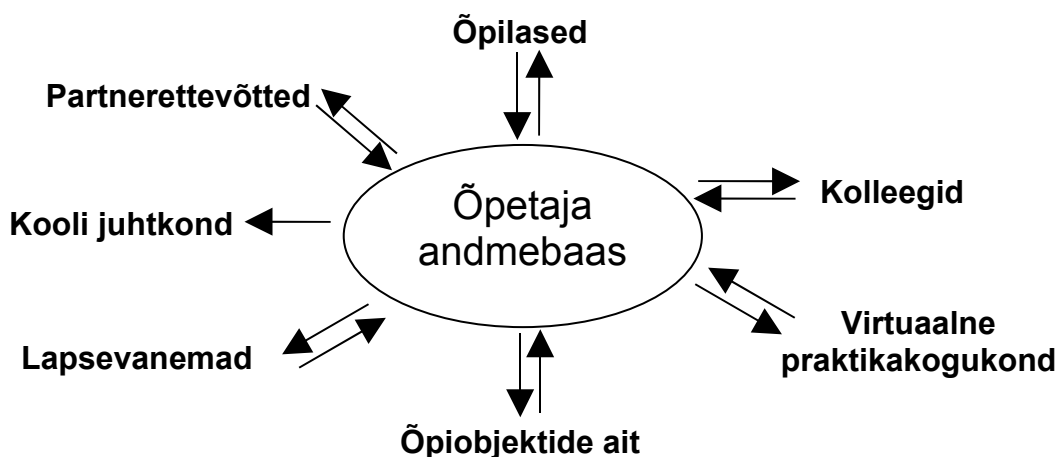 Õpilased
Partnerettevõtted
Õpetaja
andmebaas
Kolleegid
Kooli juhtkond
Lapsevanemad
Virtuaalne
praktikakogukond
Õpiobjektide ait